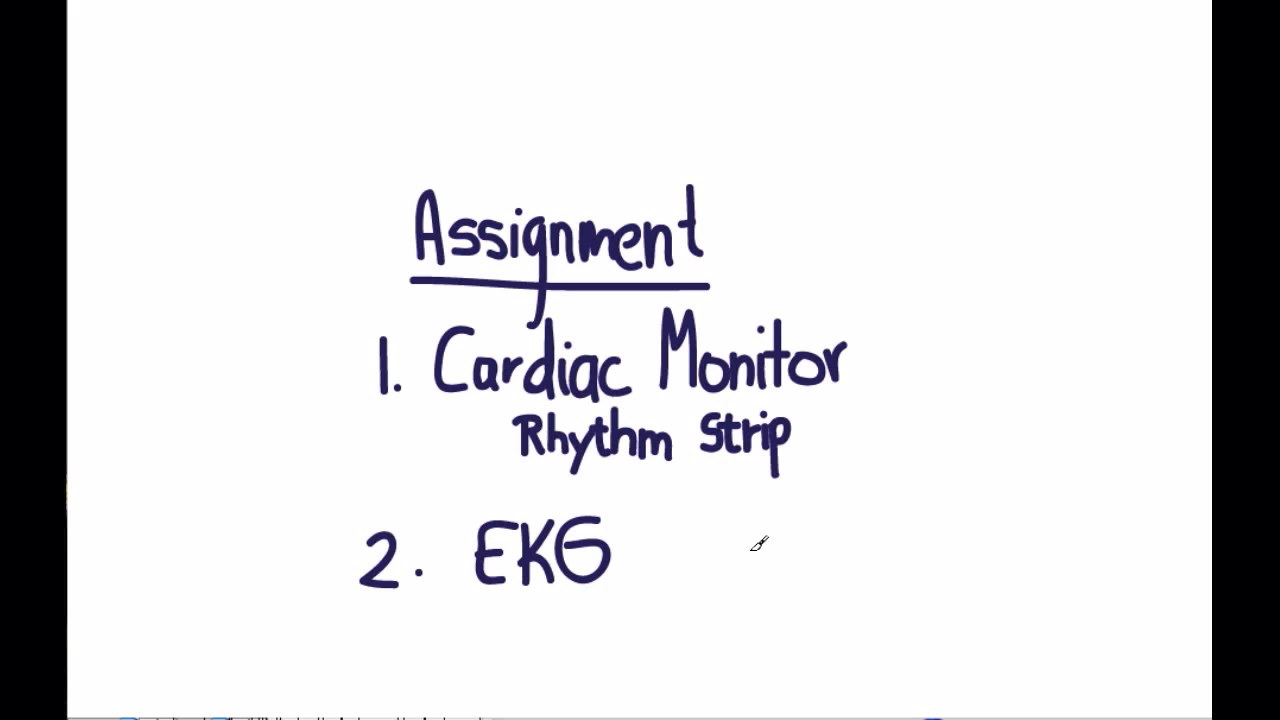 Assignment
1. Cardiac Monitor
Rhythm Strip
2. EKG